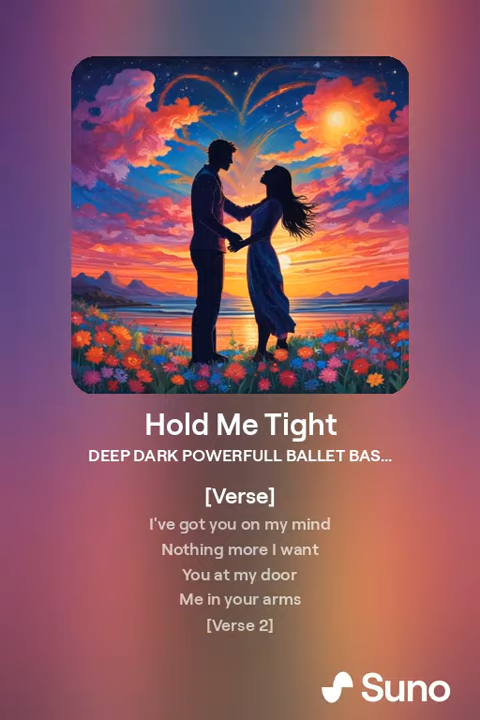 Hold Me Tight
DEEP DARK POWERFULL BALLET BAS...
[Verse]
I've got you on my mind
Nothing more I want
You at my door
Me in your arms
[Verse 2]
Suno